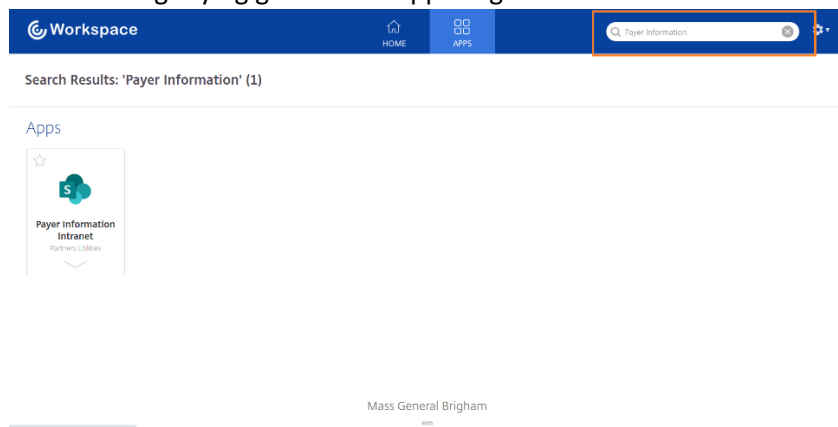 Workspace
HOME
APPS
Payer Information
Search Results: 'Payer Information' (1)
Apps
S
Payer Information
Intranet
Partners Utilities
Mass General Brigham